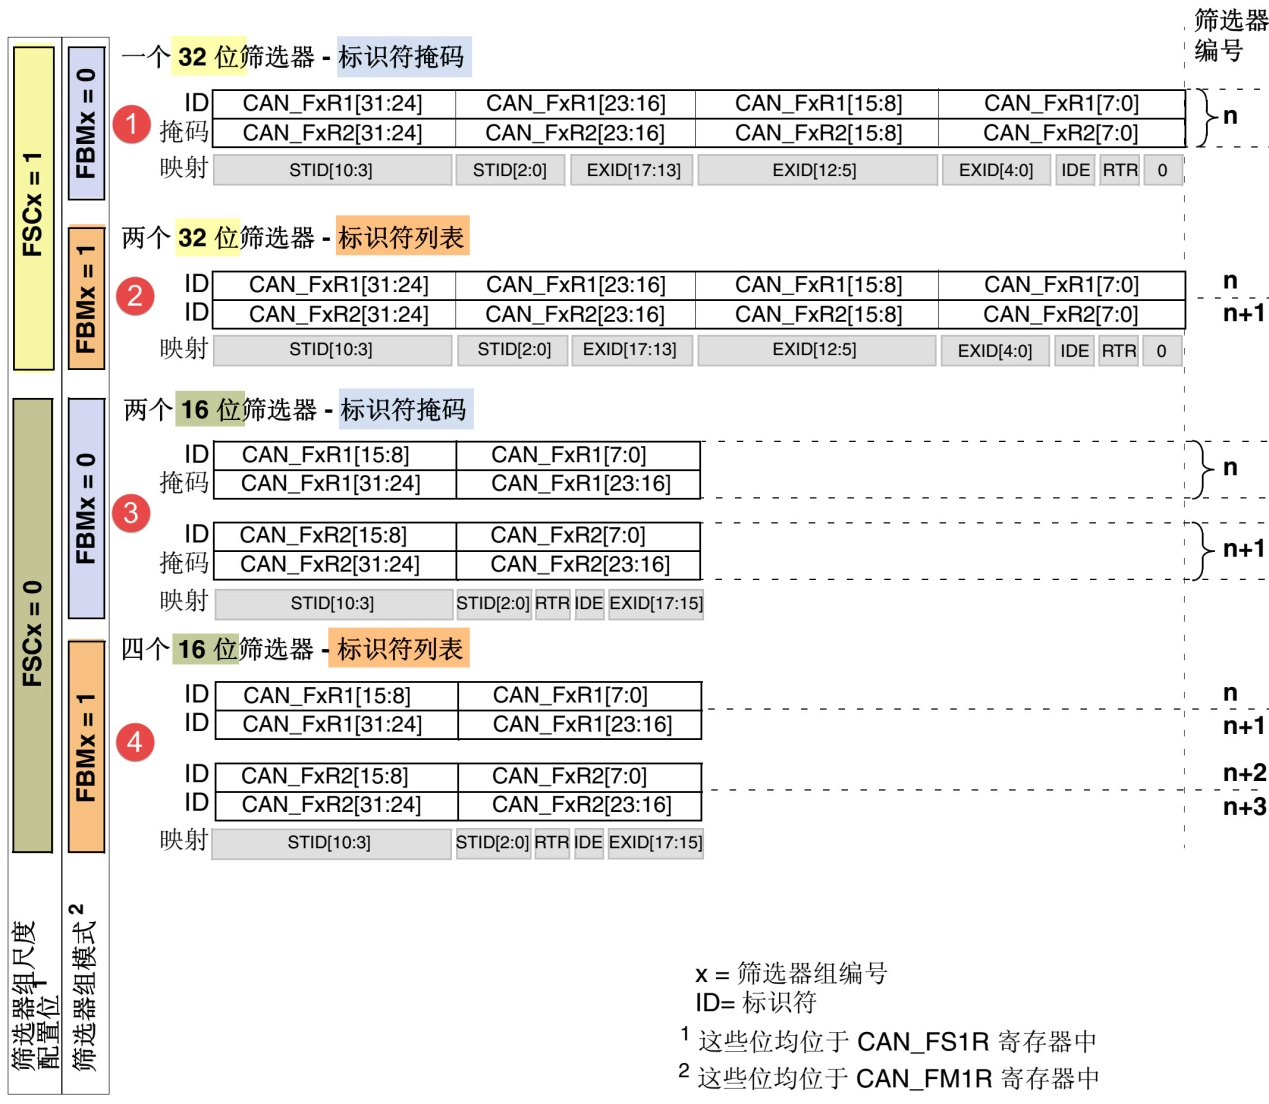 筛选器
编号
FSCx = 1
FBMx = 0
一个 32 位筛选器 - 标识符掩码
1
ID CAN_FxR1[31:24] CAN_FxR1[23:16] CAN_FxR1[15:8] CAN_FxR1[7:0] n
掩码 CAN_FxR2[31:24] CAN_FxR2[23:16] CAN_FxR2[15:8] CAN_FxR2[7:0]
映射 STID[10:3] STID[2:0] EXID[17:13] EXID[12:5] EXID[4:0] IDE RTR 0
FBMx = 1
两个 32 位筛选器 - 标识符列表
2
ID CAN_FxR1[31:24] CAN_FxR1[23:16] CAN_FxR1[15:8] CAN_FxR1[7:0] n
ID CAN_FxR2[31:24] CAN_FxR2[23:16] CAN_FxR2[15:8] CAN_FxR2[7:0] n+1
映射 STID[10:3] STID[2:0] EXID[17:13] EXID[12:5] EXID[4:0] IDE RTR 0
FSCx = 0
FBMx = 0
两个 16 位筛选器 - 标识符掩码
3
ID CAN_FxR1[15:8] CAN_FxR1[7:0] n
掩码 CAN_FxR1[31:24] CAN_FxR1[23:16]
ID CAN_FxR2[15:8] CAN_FxR2[7:0] n+1
掩码 CAN_FxR2[31:24] CAN_FxR2[23:16]
映射 STID[10:3] STID[2:0] RTR IDE EXID[17:15]
FBMx = 1
四个 16 位筛选器 - 标识符列表
4
ID CAN_FxR1[15:8] CAN_FxR1[7:0] n
ID CAN_FxR1[31:24] CAN_FxR1[23:16] n+1
ID CAN_FxR2[15:8] CAN_FxR2[7:0] n+2
ID CAN_FxR2[31:24] CAN_FxR2[23:16] n+3
映射 STID[10:3] STID[2:0] RTR IDE EXID[17:15]
筛选器组尺度
配置位 1
筛选器组模式 2
x = 筛选器组编号
ID= 标识符
1 这些位均位于 CAN_FS1R 寄存器中
2 这些位均位于 CAN_FM1R 寄存器中